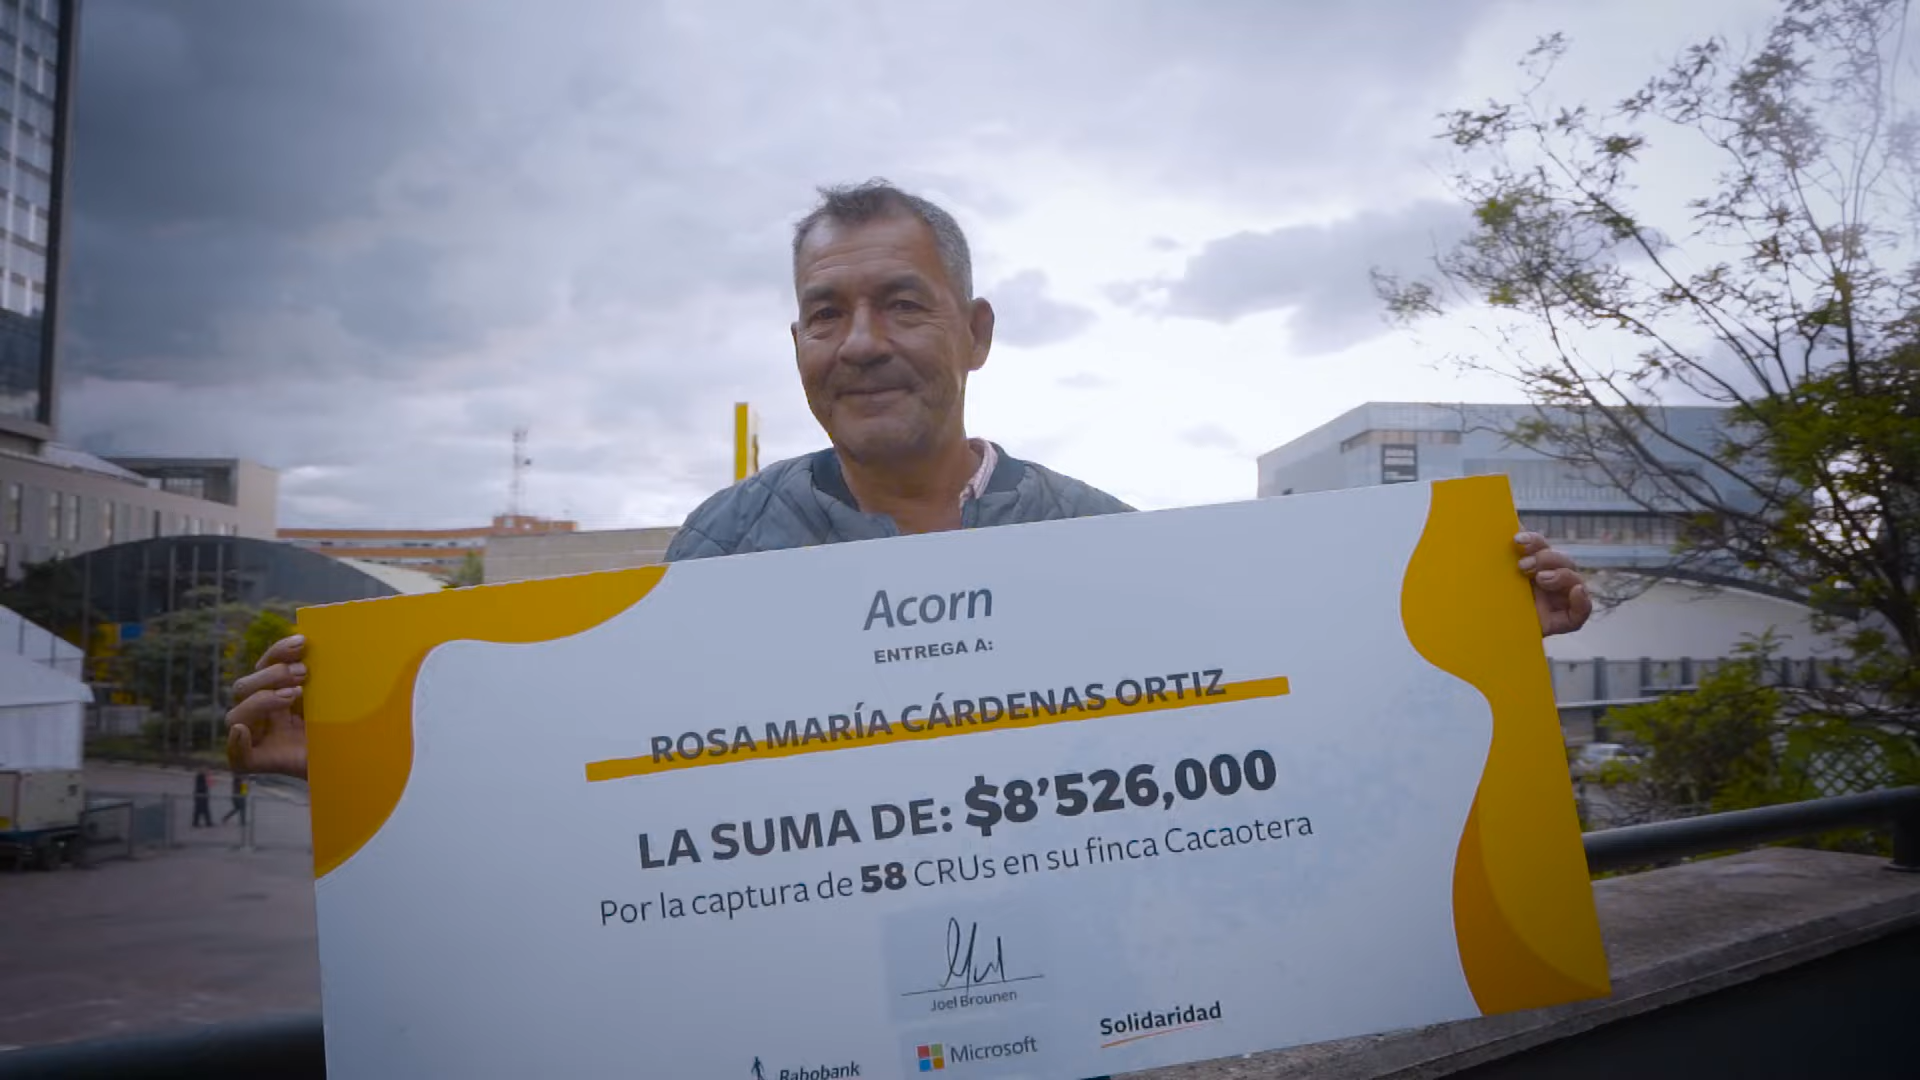 Acorn
ENTREGA A:
ROSA MARÍA CÁRDENAS ORTIZ
LA SUMA DE: $8’526,000
Por la captura de 58 CRUs en su finca Cacaotera
Joel Brounen
Rabobank
Microsoft
Solidaridad